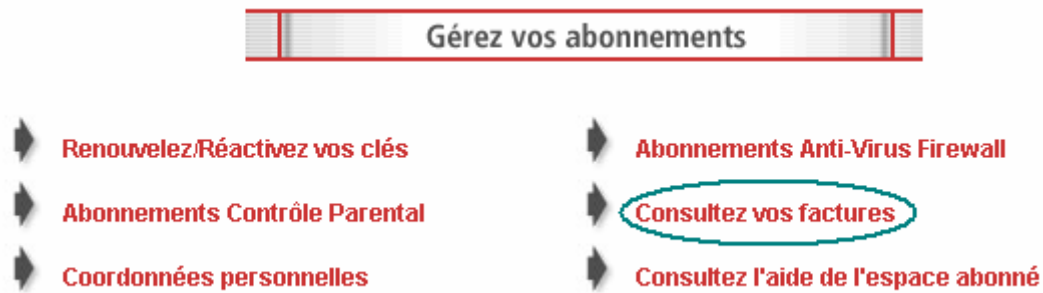 Gérez vos abonnements
Renouvelez/Réactivez vos clés
Abonnements Anti-Virus Firewall
Abonnements Contrôle Parental
Consultez vos factures
Coordonnées personnelles
Consultez l'aide de l'espace abonné